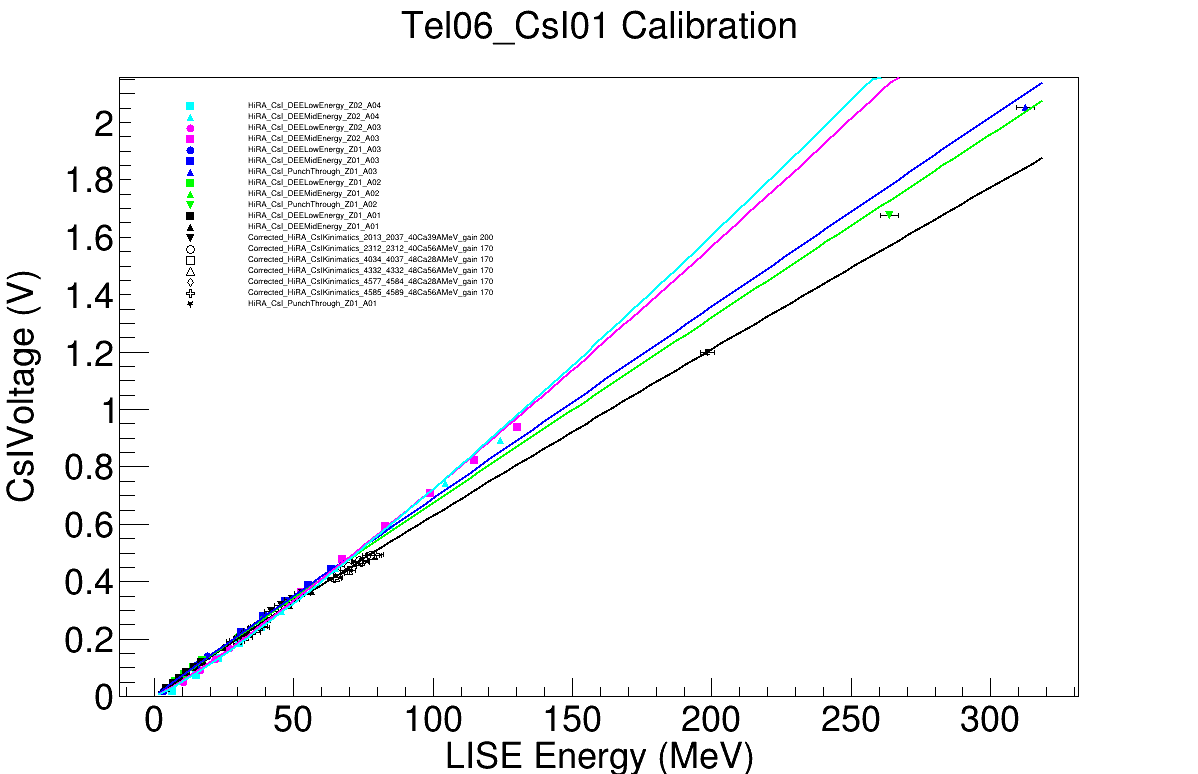 Tel06_CsI01 Calibration
HiRA_CsI_DEELowEnergy_Z02_A04
HiRA_CsI_DEEMidEnergy_Z02_A04
HiRA_CsI_DEELowEnergy_Z02_A03
HiRA_CsI_DEEMidEnergy_Z02_A03
HiRA_CsI_DEELowEnergy_Z01_A03
HiRA_CsI_DEEMidEnergy_Z01_A03
HiRA_CsI_PunchThrough_Z01_A03
HiRA_CsI_DEELowEnergy_Z01_A02
HiRA_CsI_DEEMidEnergy_Z01_A02
HiRA_CsI_PunchThrough_Z01_A02
HiRA_CsI_DEELowEnergy_Z01_A01
HiRA_CsI_DEEMidEnergy_Z01_A01
Corrected_HiRA_CsIKinimatics_2013_2037_40Ca39AMeV_gain 200
Corrected_HiRA_CsIKinimatics_2312_2312_40Ca56AMeV_gain 170
Corrected_HiRA_CsIKinimatics_4034_4037_48Ca28AMeV_gain 170
Corrected_HiRA_CsIKinimatics_4332_4332_48Ca56AMeV_gain 170
Corrected_HiRA_CsIKinimatics_4577_4584_48Ca28AMeV_gain 170
Corrected_HiRA_CsIKinimatics_4585_4589_48Ca56AMeV_gain 170
HiRA_CsI_PunchThrough_Z01_A01
CsIVoltage (V)
2
1.8
1.6
1.4
1.2
1
0.8
0.6
0.4
0.2
0
0 50 100 150 200 250 300
LISE Energy (MeV)